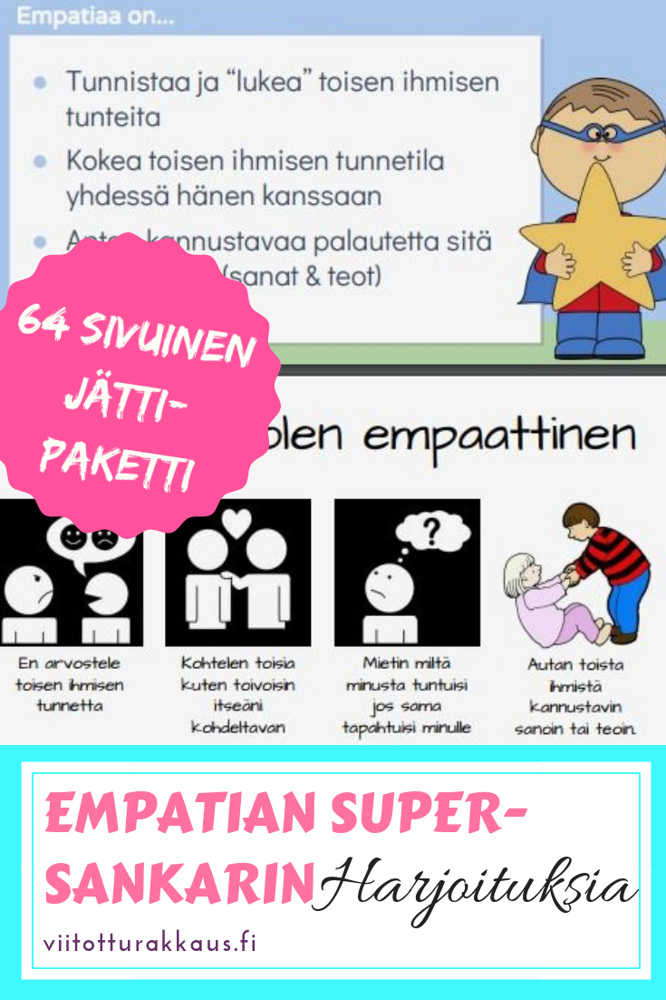 Empatiaa on...
Tunnistaa ja “lukea” toisen ihmisen
tunteita
Kokea toisen ihmisen tunnetila
yhdessä hänen kanssaan
kannustavaa palautetta sitä
(sanat & teot)
64 SIVUINEN
JÄTTI-
PAKETTI
olen empaattinen
?
En arvostele
toisen ihmisen
tunnetta
Kohtelen toisia
kuten toivoisin
itseäni
kohdeltavan
Mietin miltä
minusta tuntuisi
jos sama
tapahtuisi minulle
Autan toista
ihmistä
kannustavin
sanoin tai teoin.
EMPATIAN SUPER-
SANKARIN Harjoituksia
viitotturakkaus.fi